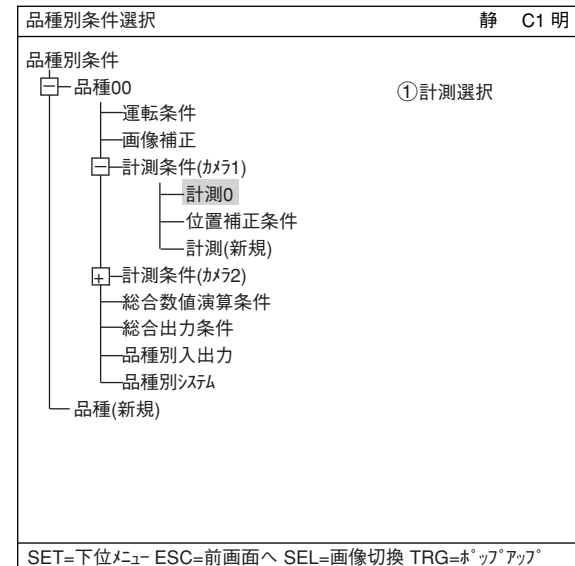 品種別条件選択 静 C1 明
品種別条件
品種00
①計測選択
運転条件
画像補正
計測条件(ｶﾒﾗ1)
計測0
位置補正条件
計測(新規)
計測条件(ｶﾒﾗ2)
総合数値演算条件
総合出力条件
品種別入出力
品種別ｼｽﾃﾑ
品種(新規)
SET=下位ﾒﾆｭｰ ESC=前画面へ SEL=画像切換 TRG=ﾎﾟｯﾌﾟｱｯﾌﾟ